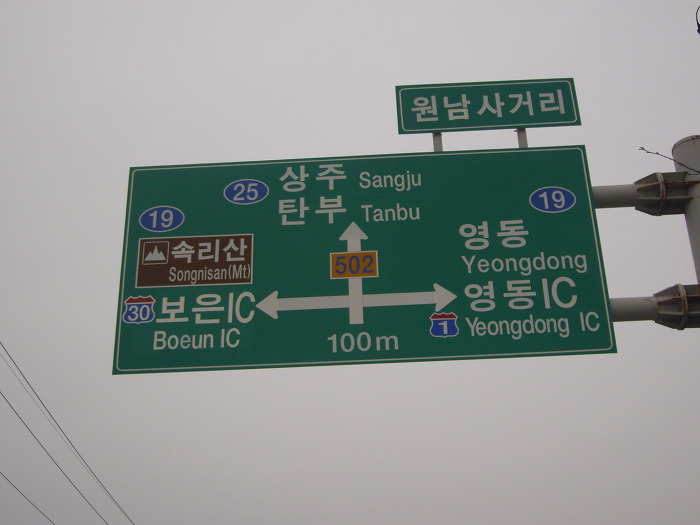 원남사거리
25 상주 Sangju
탄부 Tanbu
19
속리산
Songnisan(Mt)
30 보은IC
Boeun IC
502
100m
19
영동
Yeongdong
영동IC
1 Yeongdong IC